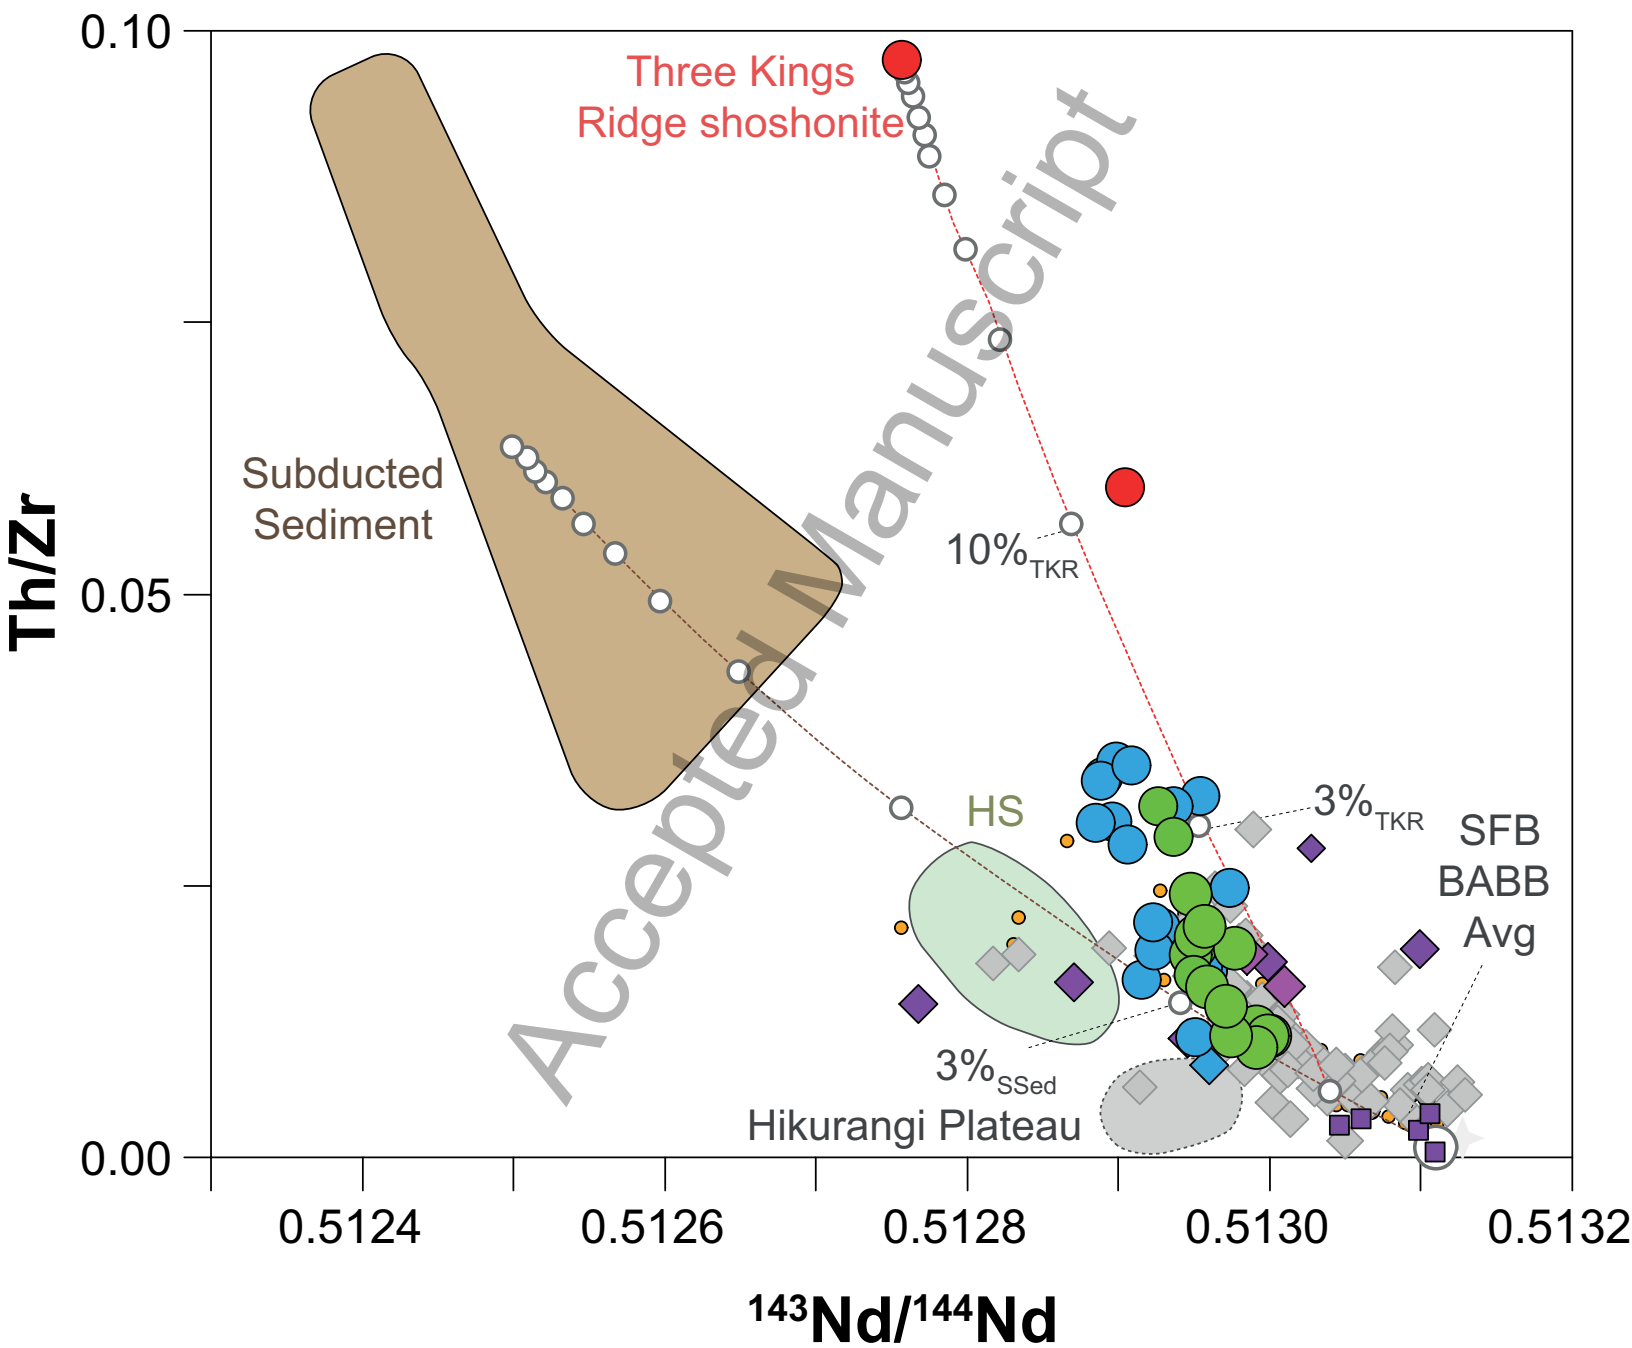 0.10
Three Kings
Ridge shoshonite
Accepted Manuscript
10%TKR
Subducted
Sediment
Th/Zr
0.05
HS
3%TKR
SFB
BABB
Avg
3%SSed
Hikurangi Plateau
0.00
0.5124
0.5126
0.5128
0.5130
0.5132
¹⁴³Nd/¹⁴⁴Nd